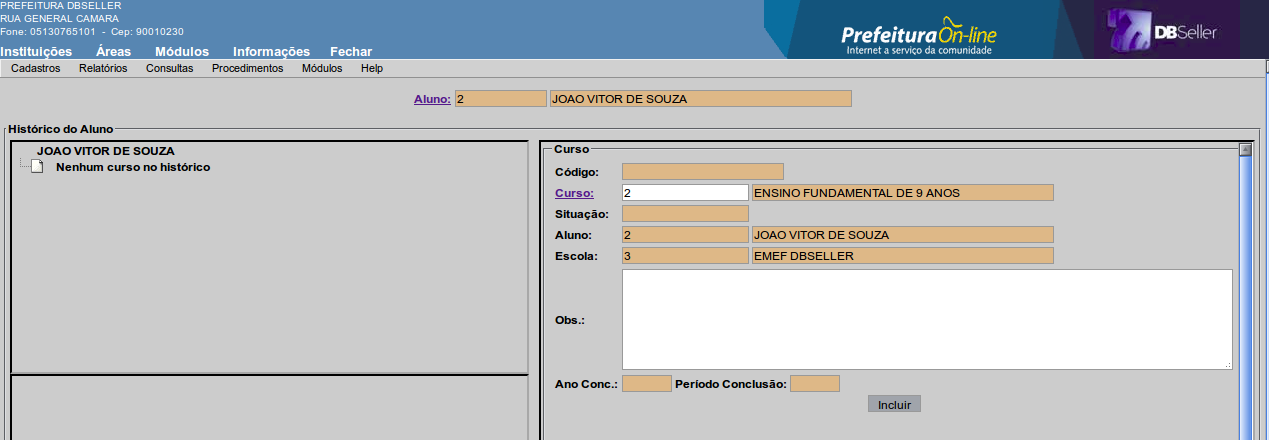 PREFEITURA DBSELLER
RUA GENERAL CAMARA
Fone: 05130765101 - Cep: 90010230
Prefeitura On-line
Internet a serviço da comunidade
DBSeller
Instituições Áreas Módulos Informações Fechar
Cadastros Relatórios Consultas Procedimentos Módulos Help
Aluno: 2 JOAO VITOR DE SOUZA
Histórico do Aluno
JOAO VITOR DE SOUZA
Nenhum curso no histórico
Curso
Código:
Curso: 2 ENSINO FUNDAMENTAL DE 9 ANOS
Situação:
Aluno: 2 JOAO VITOR DE SOUZA
Escola: 3 EMEF DBSELLER
Obs.:
Ano Conc.: Período Conclusão:
Incluir